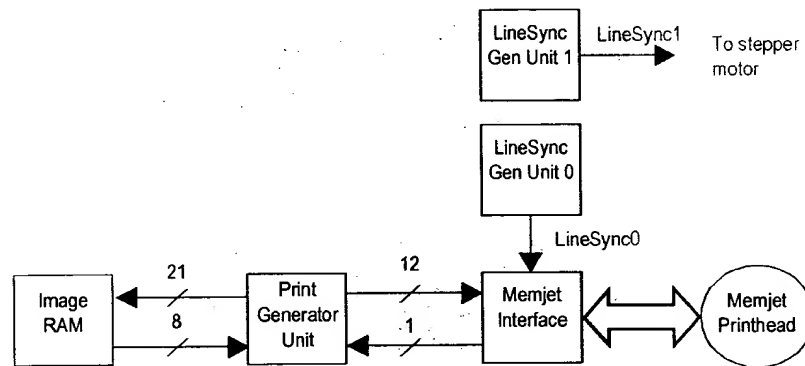 LineSync
Gen Unit 1
LineSync1
To stepper
motor
LineSync
Gen Unit 0
LineSync0
21
12
Image
RAM
Print
Generator
Unit
Memjet
Interface
Memjet
Printhead
8
1